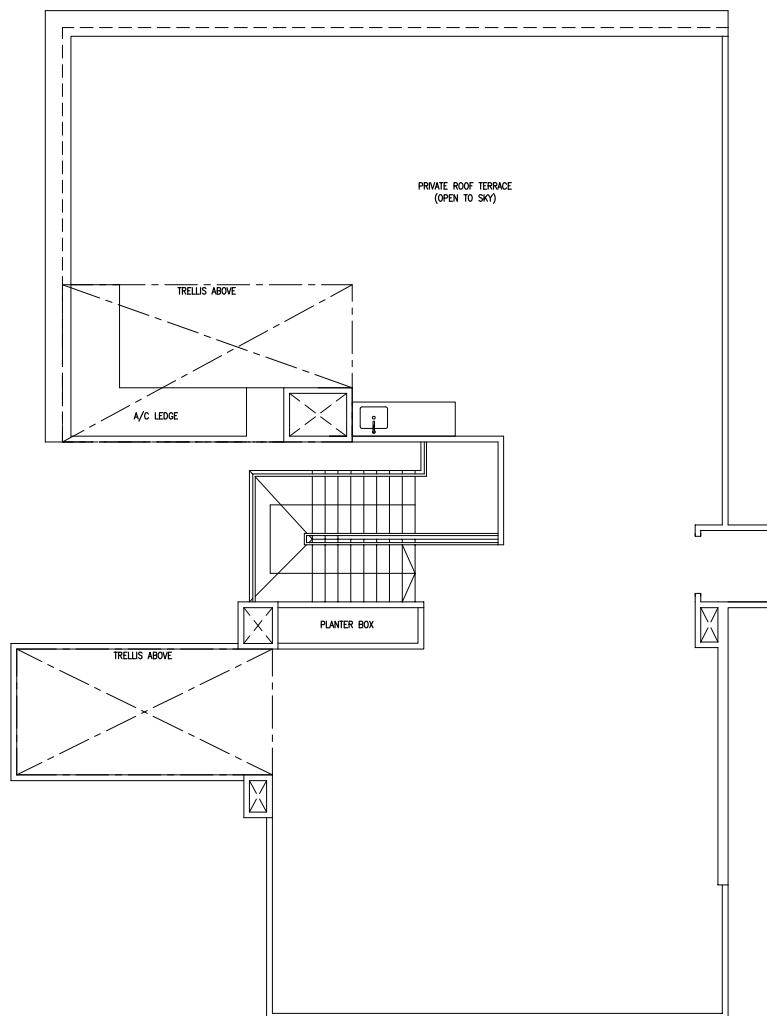 PRIVATE ROOF TERRACE
(OPEN TO SKY)
TRELLIS ABOVE
A/C LEDGE
PLANTER BOX
TRELLIS ABOVE